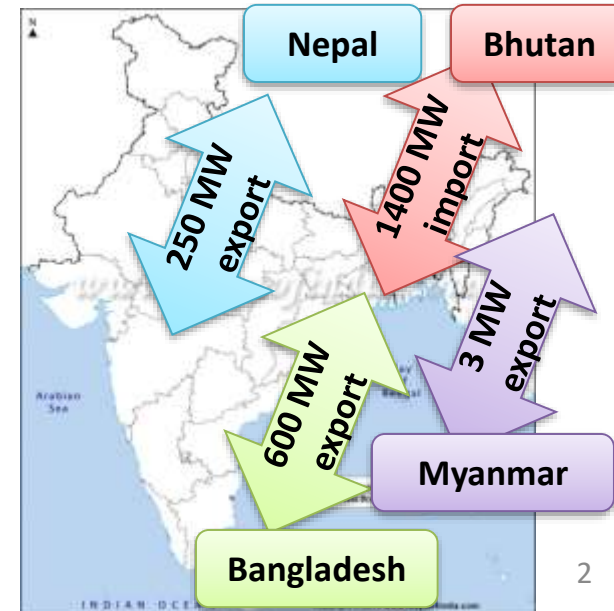 N
Nepal
Bhutan
250 MW
export
1400 MW
import
3 MW
export
600 MW
export
Arabian
Sea
Myanmar
Bangladesh
2
INDIAN OCE